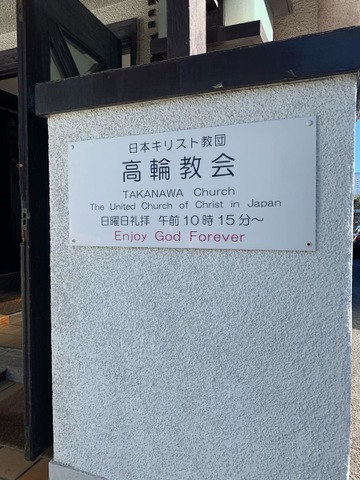 日本キリスト教団
高輪教会
TAKANAWA Church
The United Church of Christ in Japan
日曜日礼拝 午前10時15分〜
Enjoy God Forever